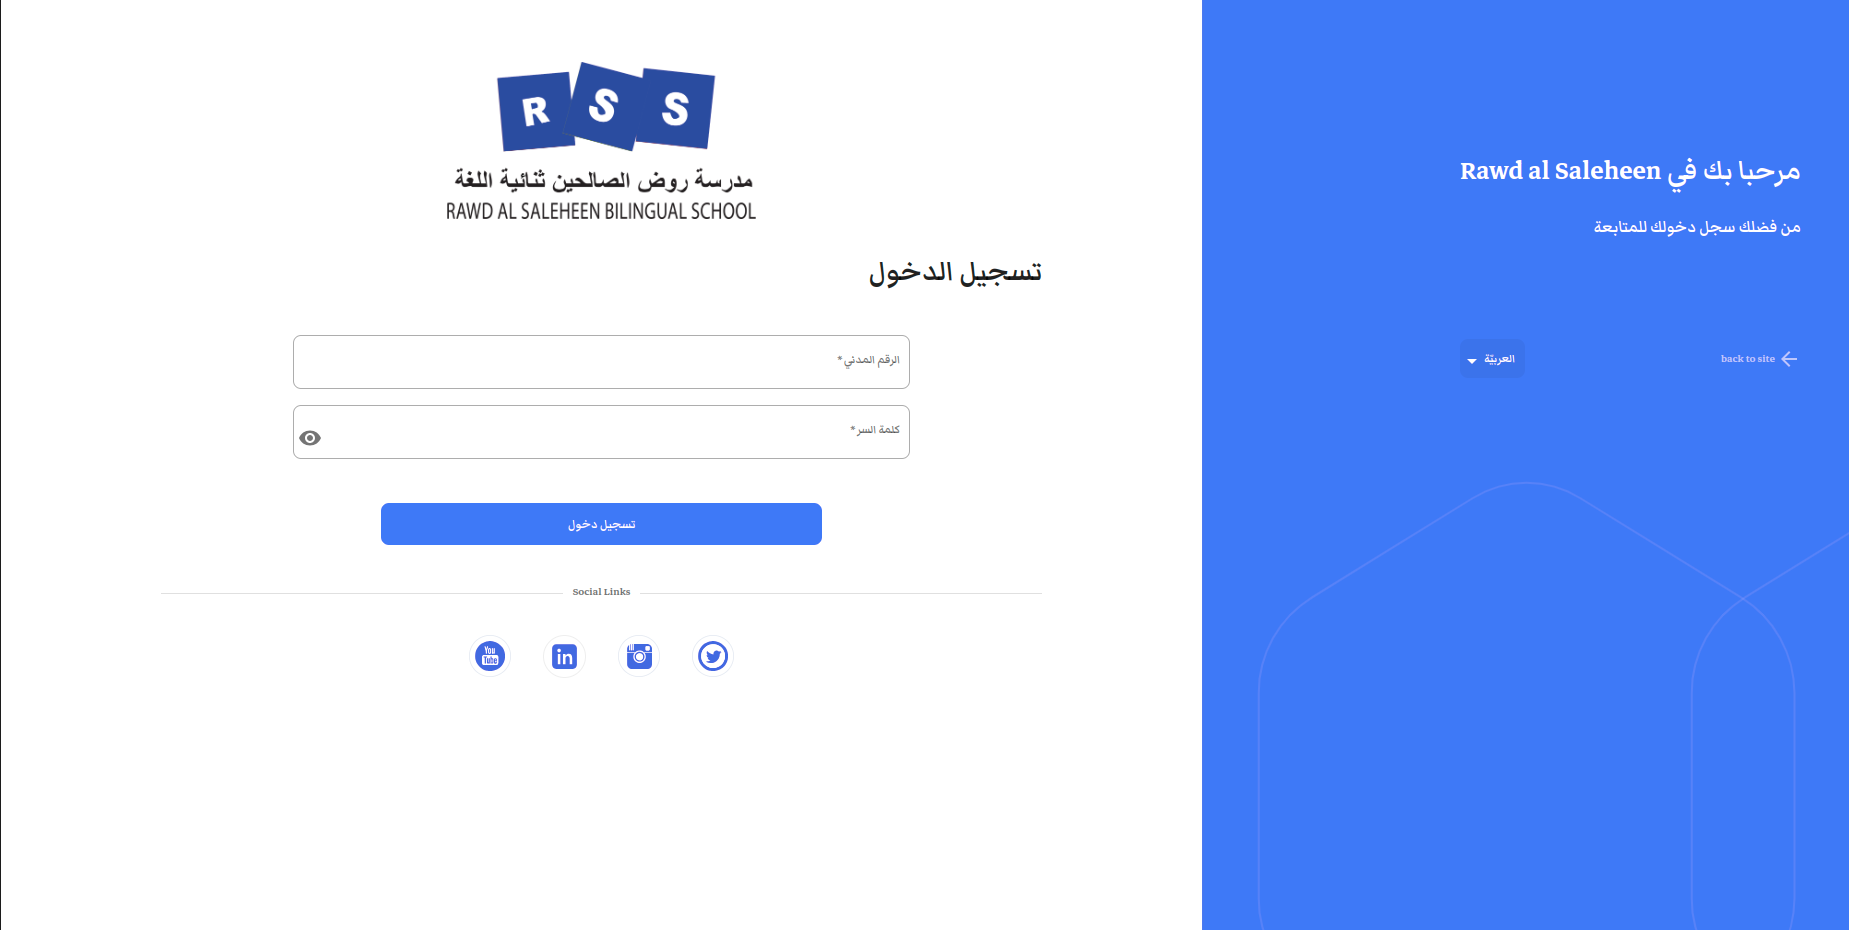 R S S
مدرسة روض الصالحين ثنائية اللغة
RAWD AL SALEHEEN BILINGUAL SCHOOL
تسجيل الدخول
الرقم المدني *
كلمة السر *
تسجيل دخول
Social Links
You Tube
in
مرحبا بك في Rawd al Saleheen
من فضلك سجل دخولك للمتابعة
back to site
العربيّة